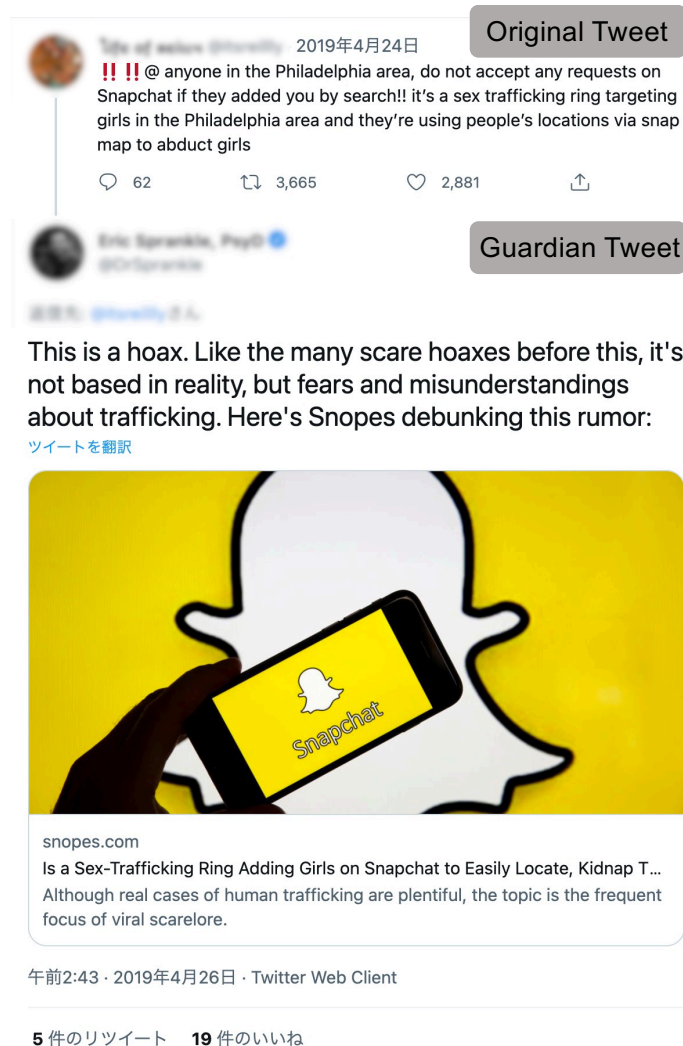 Original Tweet
2019年4月24日
‼️ ‼️@ anyone in the Philadelphia area, do not accept any requests on
Snapchat if they added you by search!! it’s a sex trafficking ring targeting
girls in the Philadelphia area and they’re using people’s locations via snap
map to abduct girls
62 3,665 2,881
Guardian Tweet
This is a hoax. Like the many scare hoaxes before this, it's
not based in reality, but fears and misunderstandings
about trafficking. Here's Snopes debunking this rumor:
ツイートを翻訳
Snapchat
snopes.com
Is a Sex-Trafficking Ring Adding Girls on Snapchat to Easily Locate, Kidnap T...
Although real cases of human trafficking are plentiful, the topic is the frequent
focus of viral scarelore.
午前2:43 · 2019年4月26日 · Twitter Web Client
5 件のリツイート 19 件のいいね